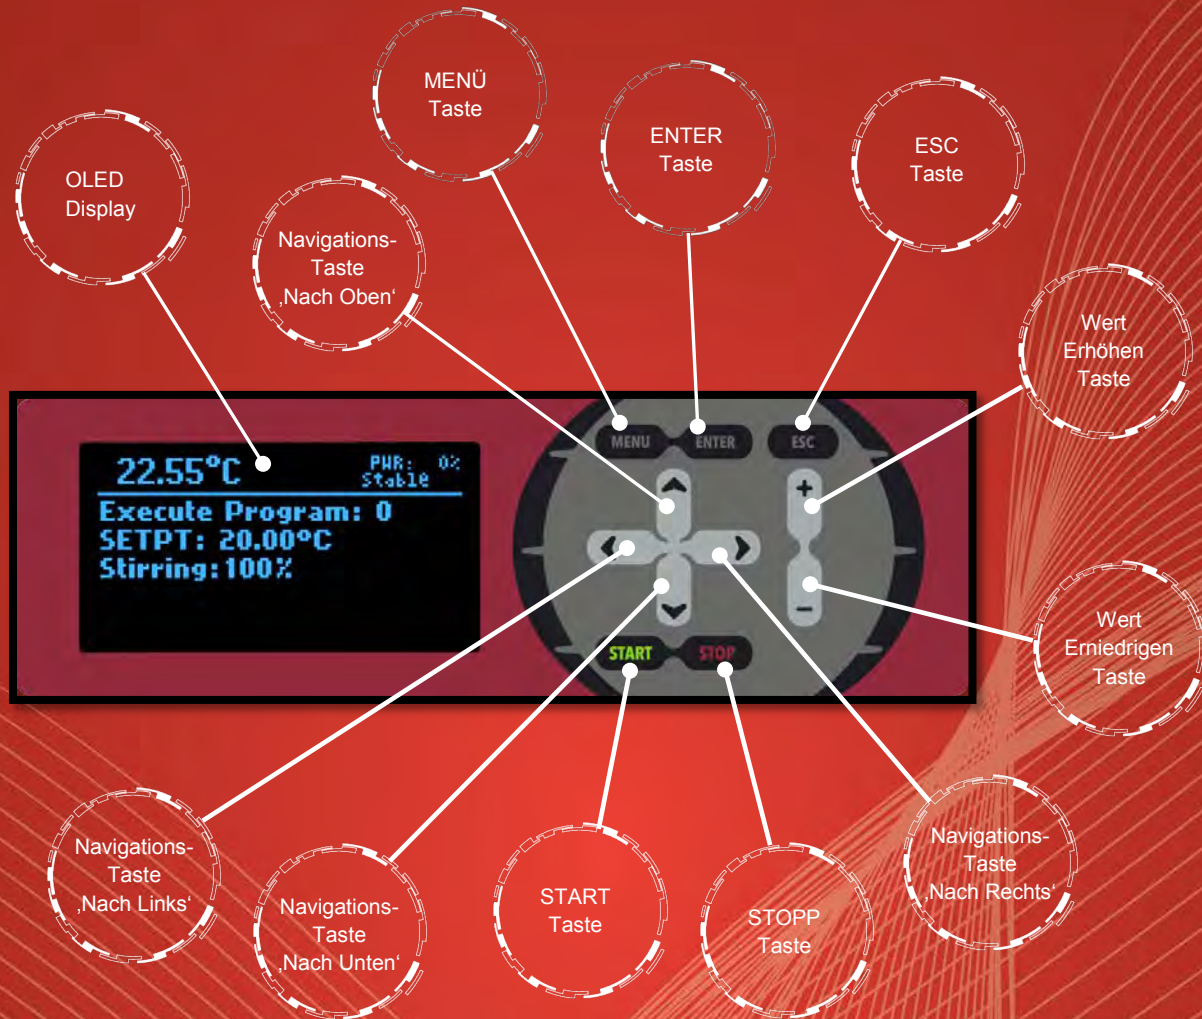 MENÜ
Taste
ENTER
Taste
ESC
Taste
OLED
Display
Navigations-
Taste
‚Nach Oben‘
Wert
Erhöhen
Taste
22.55°C
PWR: 0%
Stable
Execute Program: 0
SETPT: 20.00°C
Stirring:100%
MENU
ENTER
ESC
+
−
START
STOP
Wert
Erniedrigen
Taste
Navigations-
Taste
‚Nach Links‘
Navigations-
Taste
‚Nach Unten‘
START
Taste
STOPP
Taste
Navigations-
Taste
‚Nach Rechts‘